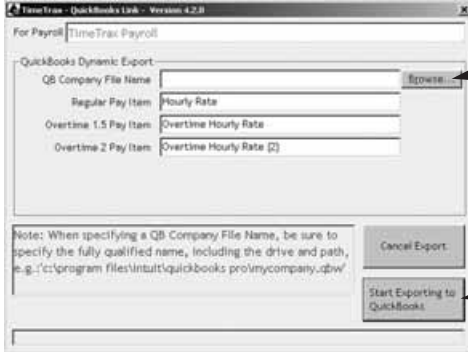 TimeTrax - QuickBooks Link - Version 4.2.0
For Payroll TimeTrax Payroll
QuickBooks Dynamic Export
QB Company File Name Browse...
Regular Pay Item Hourly Rate
Overtime 1.5 Pay Item Overtime Hourly Rate
Overtime 2 Pay Item Overtime Hourly Rate (2)
Note: When specifying a QB Company File Name, be sure to
specify the fully qualified name, including the drive and path,
e.g.:'c:\program files\intuit\quickbooks pro\mycompany.qbw'
Cancel Export
Start Exporting to
QuickBooks